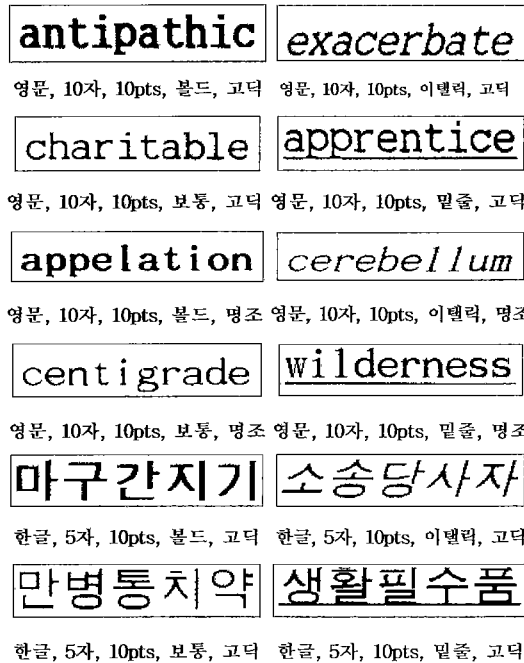 antipathic exacerbate
영문, 10자, 10pts, 볼드, 고딕 영문, 10자, 10pts, 이탤릭, 고딕
charitable apprentice
영문, 10자, 10pts, 보통, 고딕 영문, 10자, 10pts, 밑줄, 고딕
appelation cerebellum
영문, 10자, 10pts, 볼드, 명조 영문, 10자, 10pts, 이탤릭, 명조
centigrade wilderness
영문, 10자, 10pts, 보통, 명조 영문, 10자, 10pts, 밑줄, 명조
마구간지기 소송당사자
한글, 5자, 10pts, 볼드, 고딕 한글, 5자, 10pts, 이탤릭, 고딕
만병통치약 생활필수품
한글, 5자, 10pts, 보통, 고딕 한글, 5자, 10pts, 밑줄, 고딕